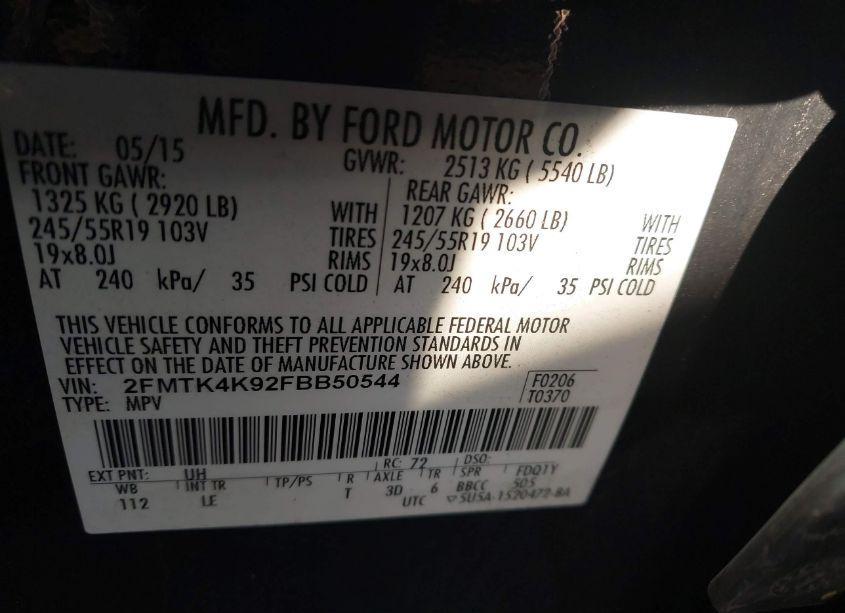 MFD. BY FORD MOTOR CO.
DATE: 05/15 GVWR: 2513 KG ( 5540 LB)
FRONT GAWR: REAR GAWR:
1325 KG ( 2920 LB) WITH 1207 KG ( 2660 LB) WITH
245/55R19 103V TIRES 245/55R19 103V TIRES
19x8.0J RIMS 19x8.0J RIMS
AT 240 kPa/ 35 PSI COLD AT 240 kPa/ 35 PSI COLD
THIS VEHICLE CONFORMS TO ALL APPLICABLE FEDERAL MOTOR
VEHICLE SAFETY AND THEFT PREVENTION STANDARDS IN
EFFECT ON THE DATE OF MANUFACTURE SHOWN ABOVE.
VIN: 2FMTK4K92FBB50544 F0206
TYPE: MPV T0370
EXT PNT: UH RC: 72 DSO:
WB INT TR TP/PS R AXLE TR SPR FDQTY
112 LE T 3D 6 BBCC 505
UTC 5U5A-1520472-BA